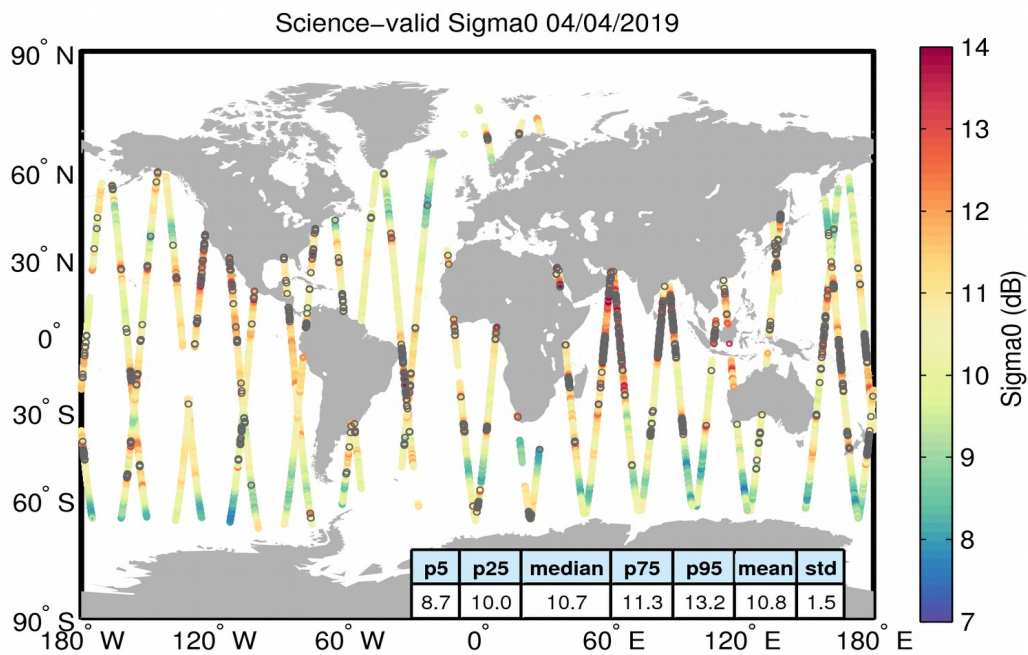 Science−valid Sigma0 04/04/2019
90° N
60° N
30° N
0°
30° S
60° S
90° S
180° W
120° W
60° W
0°
60° E
120° E
180° E
p5 p25 median p75 p95 mean std
8.7 10.0 10.7 11.3 13.2 10.8 1.5
14
13
12
11
10
9
8
7
Sigma0 (dB)